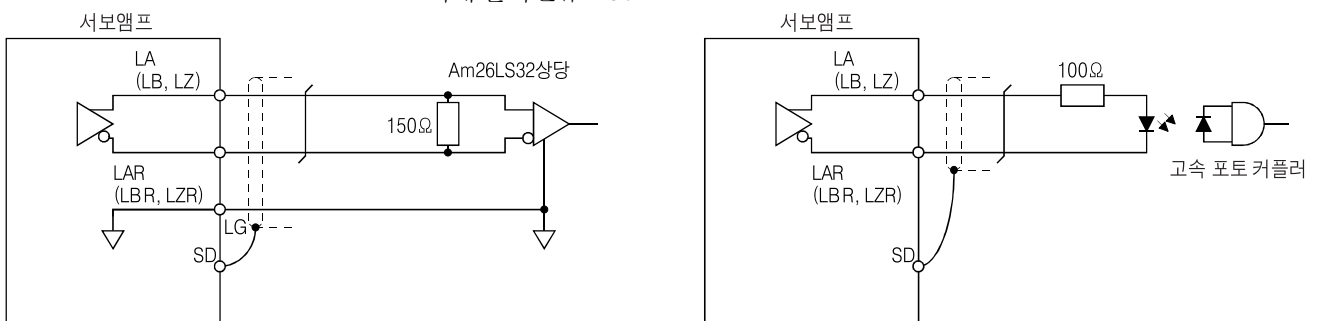 서보앰프
LA
(LB, LZ)
Am26LS32상당
150Ω
LAR
(LBR, LZR)
LG
SD
서보앰프
LA
(LB, LZ)
100Ω
고속 포토 커플러
LAR
(LBR, LZR)
SD